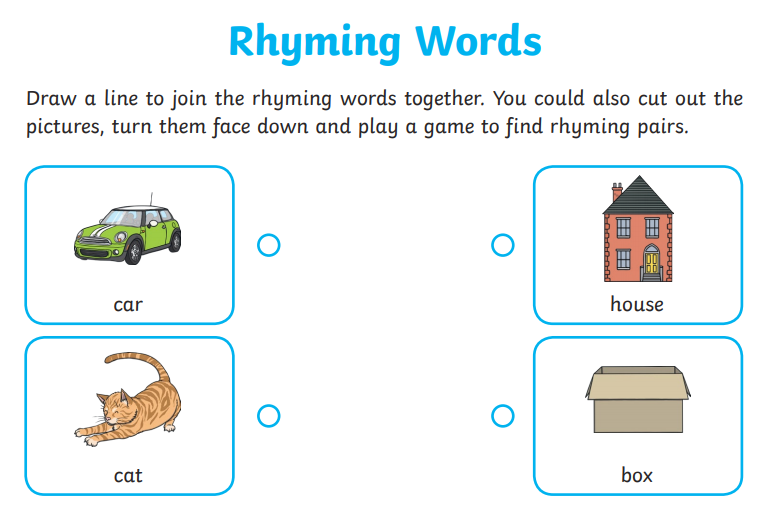 Rhyming Words
Draw a line to join the rhyming words together. You could also cut out the
pictures, turn them face down and play a game to find rhyming pairs.
car
house
cat
box